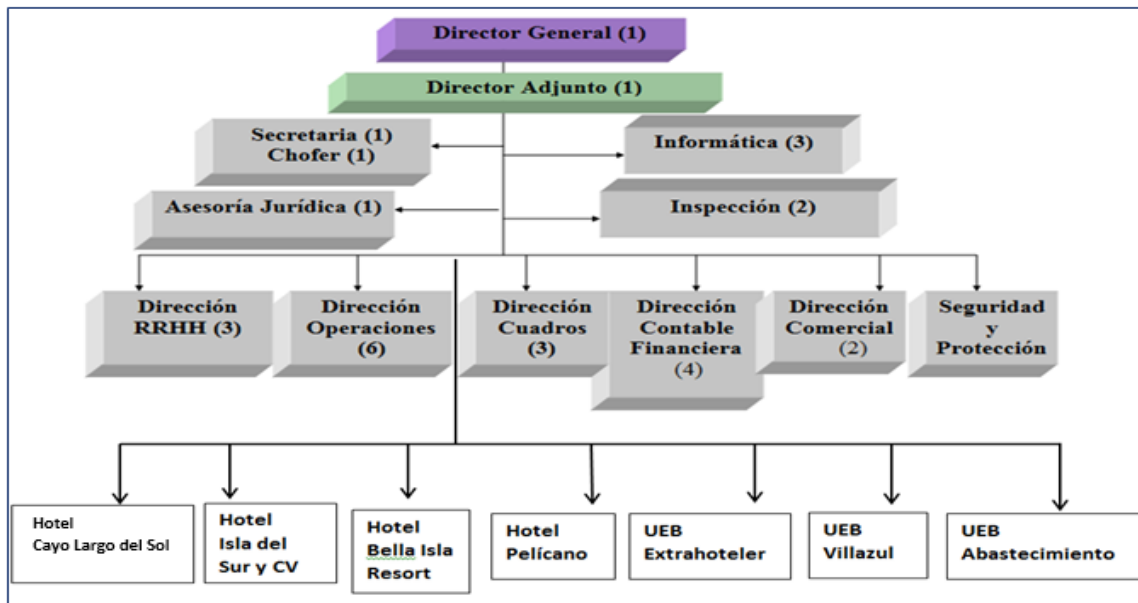 Director General (1)
Director Adjunto (1)
Secretaria (1)
Chofer (1)
Informática (3)
Asesoría Jurídica (1)
Inspección (2)
Dirección
RRHH (3)
Dirección
Operaciones
(6)
Dirección
Cuadros
(3)
Dirección
Contable
Financiera
(4)
Dirección
Comercial
(2)
Seguridad
y
Protección
Hotel
Cayo Largo del Sol
Hotel
Isla del
Sur y CV
Hotel
Bella Isla
Resort
Hotel
Pelícano
UEB
Extrahoteler
UEB
Villazul
UEB
Abastecimiento